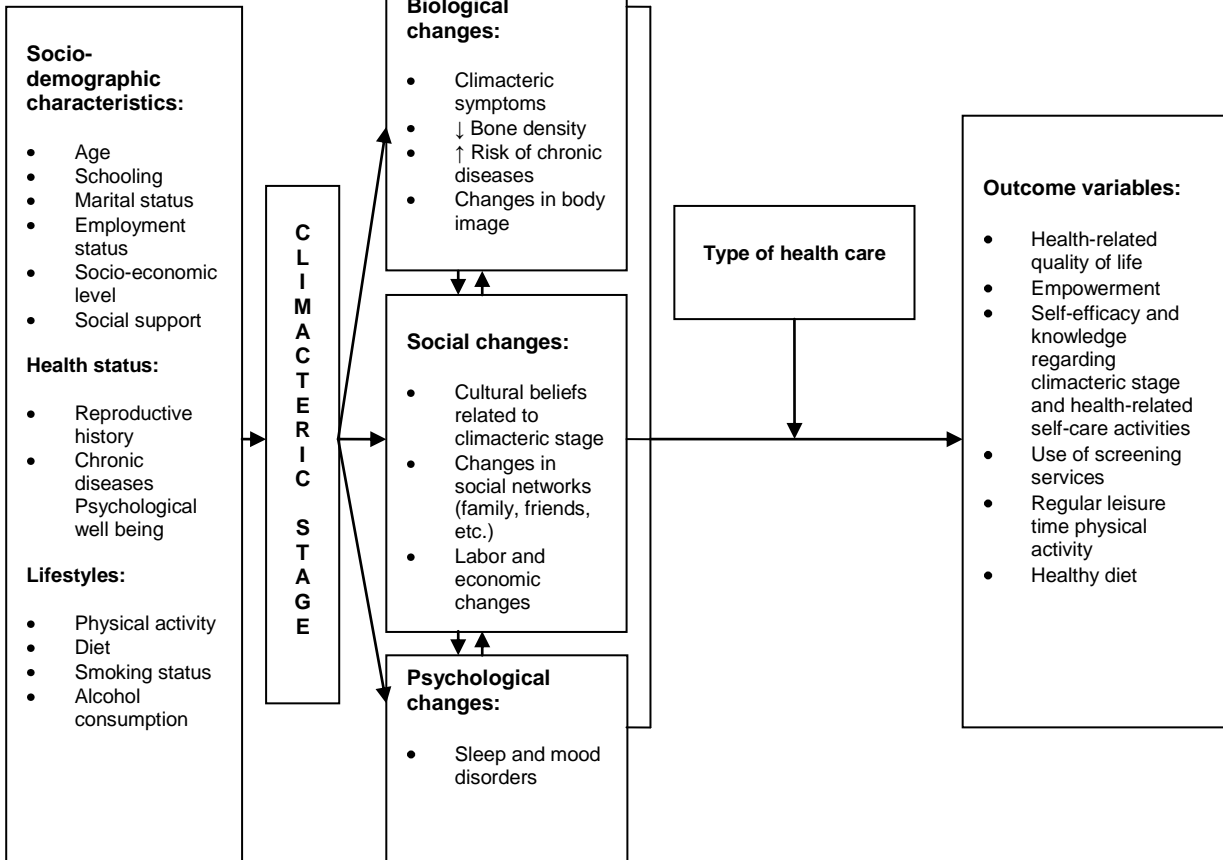 Socio-
demographic
characteristics:
• Age
• Schooling
• Marital status
• Employment
status
• Socio-economic
level
• Social support
Health status:
• Reproductive
history
• Chronic
diseases
Psychological
well being
Lifestyles:
• Physical activity
• Diet
• Smoking status
• Alcohol
consumption
C
L
I
M
A
C
T
E
R
I
C
S
T
A
G
E
Biological
changes:
• Climacteric
symptoms
• ↓ Bone density
• ↑ Risk of chronic
diseases
• Changes in body
image
Social changes:
• Cultural beliefs
related to
climacteric stage
• Changes in
social networks
(family, friends,
etc.)
• Labor and
economic
changes
Psychological
changes:
• Sleep and mood
disorders
Type of health care
Outcome variables:
• Health-related
quality of life
• Empowerment
• Self-efficacy and
knowledge
regarding
climacteric stage
and health-related
self-care activities
• Use of screening
services
• Regular leisure
time physical
activity
• Healthy diet